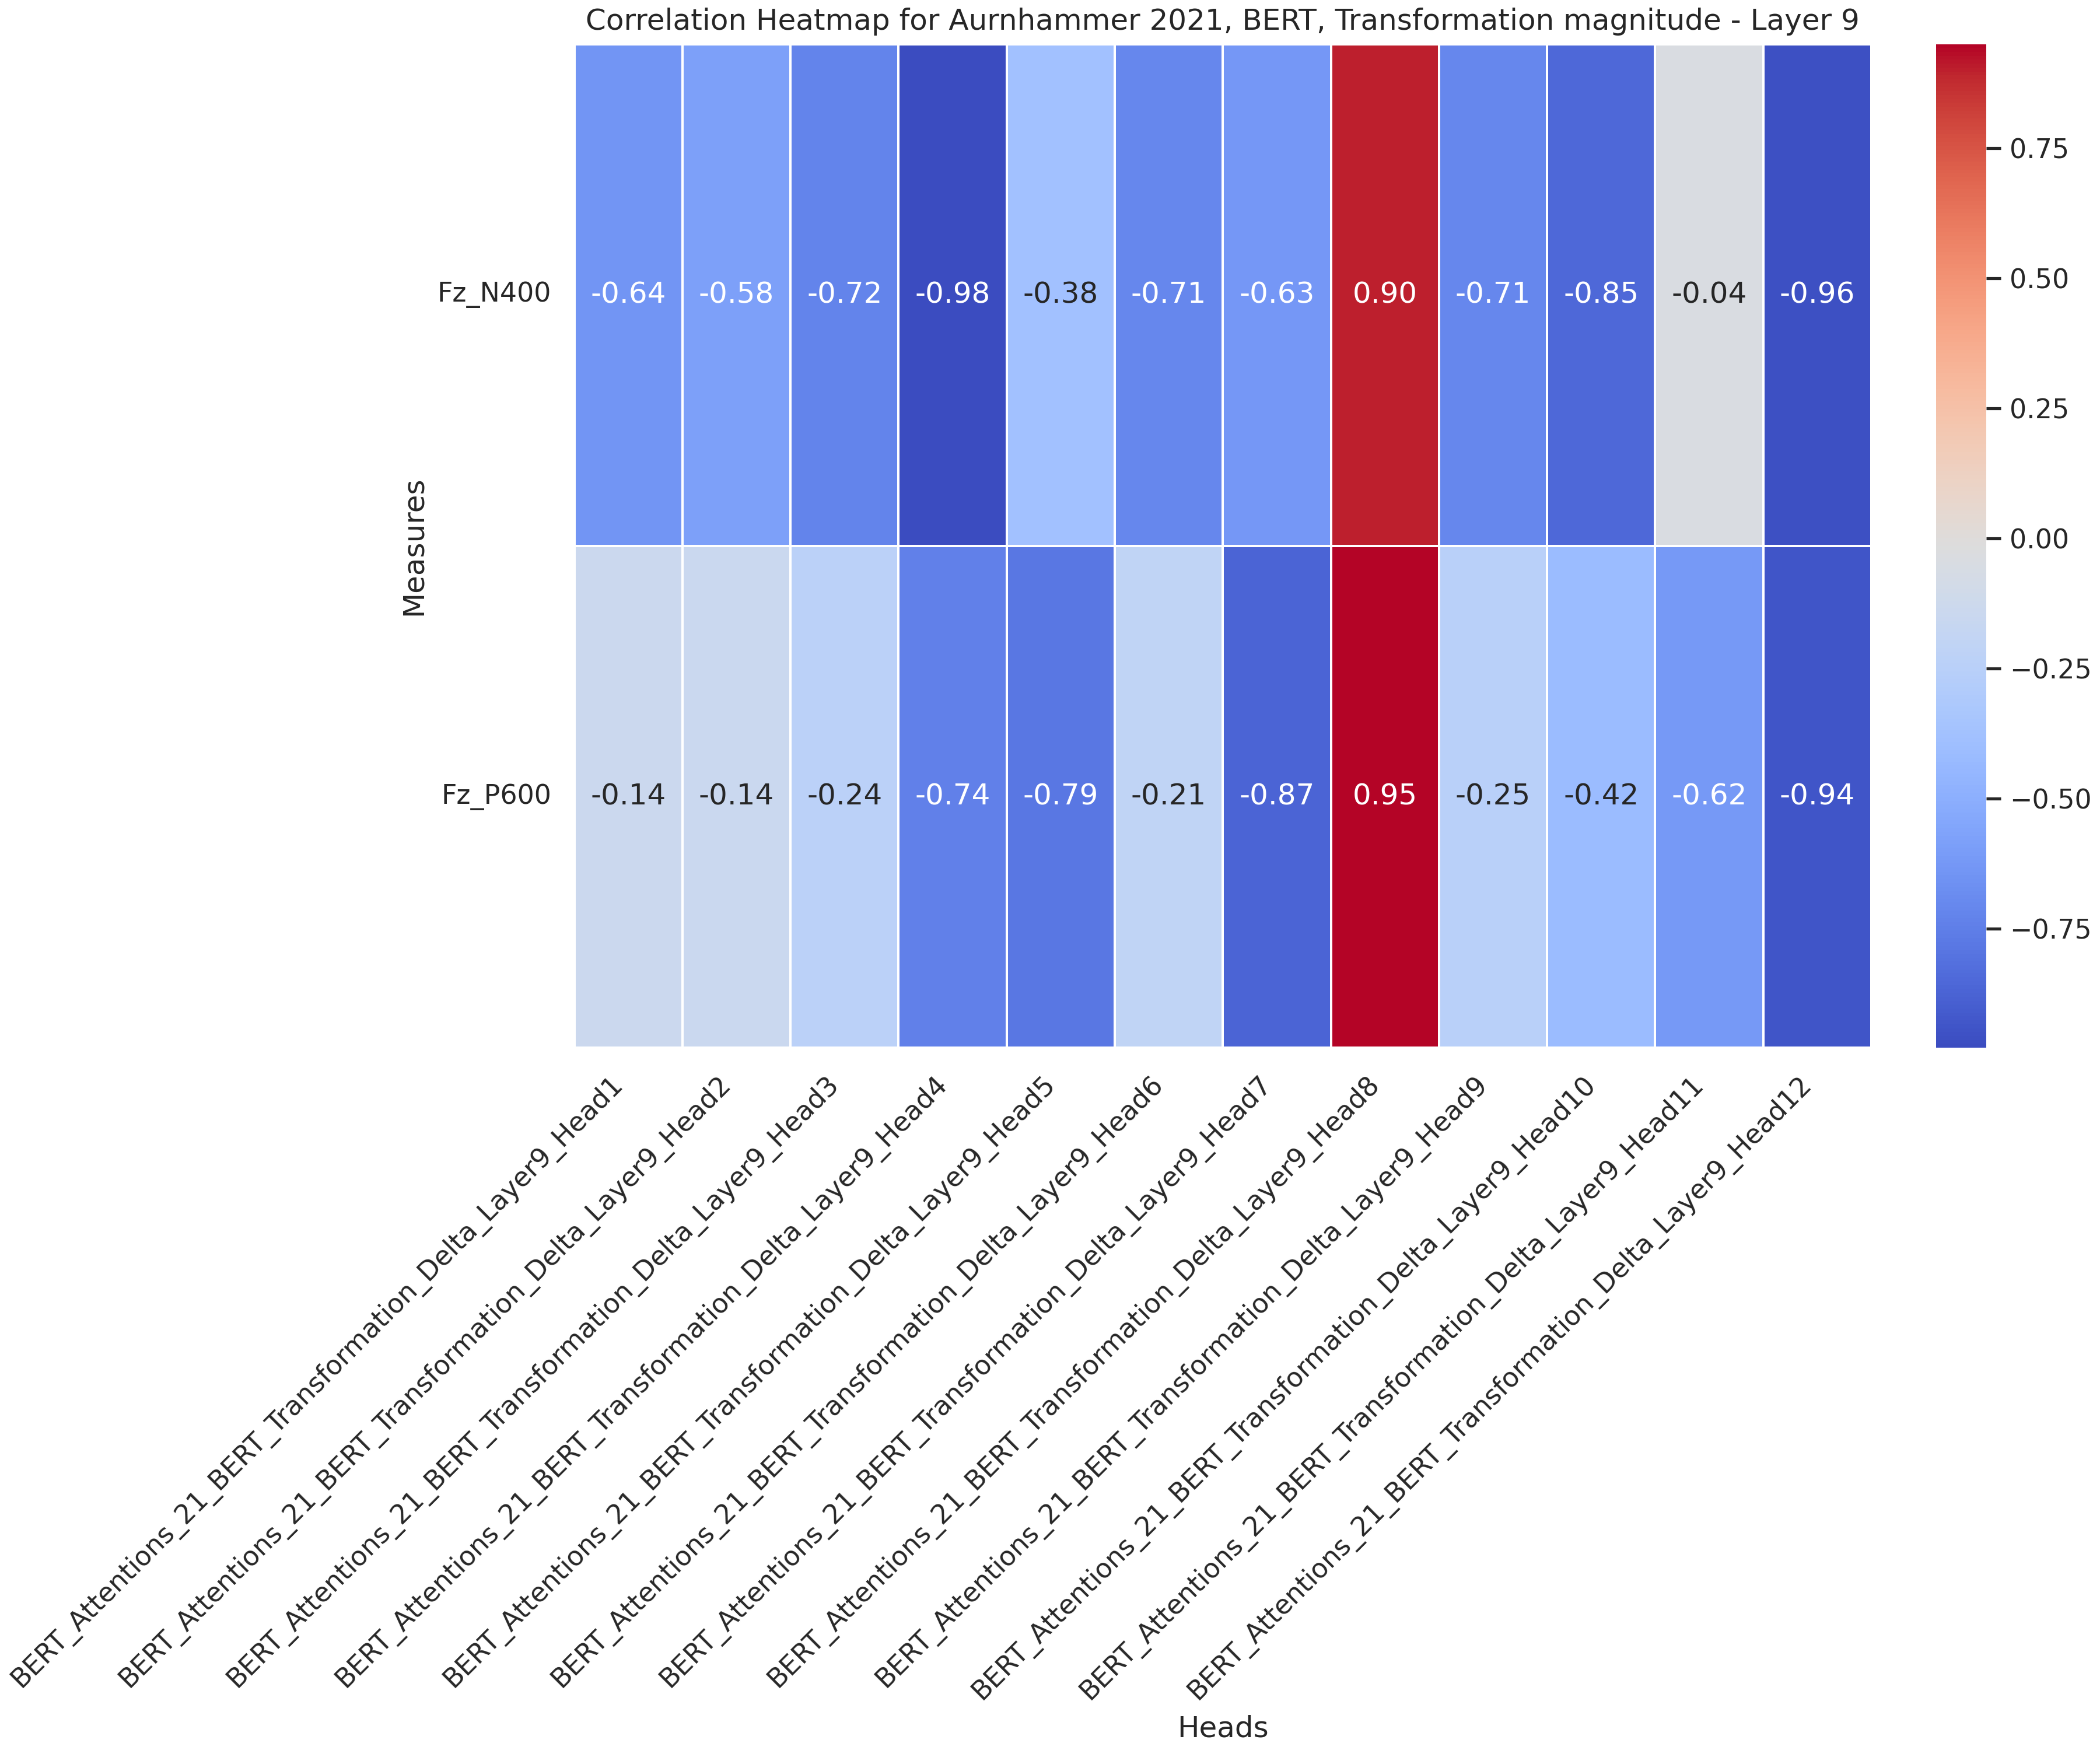 Correlation Heatmap for Aurnhammer 2021, BERT, Transformation magnitude - Layer 9
Measures
Fz_N400
-0.64 -0.58 -0.72 -0.98 -0.38 -0.71 -0.63 0.90 -0.71 -0.85 -0.04 -0.96
Fz_P600
-0.14 -0.14 -0.24 -0.74 -0.79 -0.21 -0.87 0.95 -0.25 -0.42 -0.62 -0.94
0.75
0.50
0.25
0.00
−0.25
−0.50
−0.75
BERT_Attentions_21_BERT_Transformation_Delta_Layer9_Head1
BERT_Attentions_21_BERT_Transformation_Delta_Layer9_Head2
BERT_Attentions_21_BERT_Transformation_Delta_Layer9_Head3
BERT_Attentions_21_BERT_Transformation_Delta_Layer9_Head4
BERT_Attentions_21_BERT_Transformation_Delta_Layer9_Head5
BERT_Attentions_21_BERT_Transformation_Delta_Layer9_Head6
BERT_Attentions_21_BERT_Transformation_Delta_Layer9_Head7
BERT_Attentions_21_BERT_Transformation_Delta_Layer9_Head8
BERT_Attentions_21_BERT_Transformation_Delta_Layer9_Head9
BERT_Attentions_21_BERT_Transformation_Delta_Layer9_Head10
BERT_Attentions_21_BERT_Transformation_Delta_Layer9_Head11
BERT_Attentions_21_BERT_Transformation_Delta_Layer9_Head12
Heads